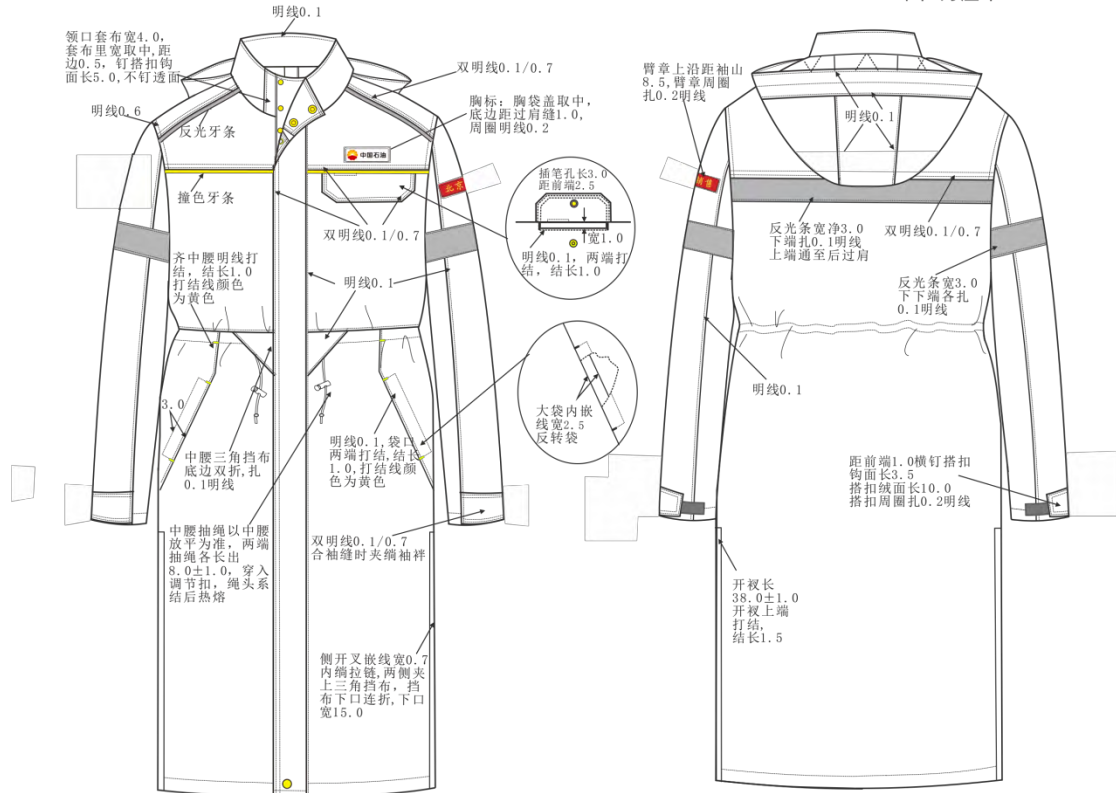 明线0.1
领口套布宽4.0,
套布里宽取中,距
边0.5, 钉搭扣钩
面长5.0,不钉透面
双明线0.1/0.7
明线0.6
反光牙条
胸标: 胸袋盖取中,
底边距过肩缝1.0,
周圈明线0.2
中国石油
北京
撞色牙条
插笔孔长3.0
距前端2.5
宽1.0
明线0.1, 两端打
结, 结长1.0
双明线0.1/0.7
齐中腰明线打
结, 结长1.0
打结线颜色
为黄色
明线0.1
3.0
大袋内嵌
线宽2.5
反转袋
中腰三角挡布
底边双折,扎
0.1明线
明线0.1,袋口
两端打结,结长
1.0,打结线颜
色为黄色
中腰抽绳以中腰
放平为准, 两端
抽绳各长出
8.0±1.0, 穿入
调节扣, 绳头系
结后热熔
双明线0.1/0.7
合袖缝时夹绱袖袢
侧开叉嵌线宽0.7
内绱拉链,两侧夹
上三角挡布, 挡
布下口连折,下口
宽15.0
臂章上沿距袖山
8.5,臂章周圈
扎0.2明线
明线0.1
销售
反光条宽净3.0
下端扎0.1明线
上端通至后过肩
双明线0.1/0.7
反光条宽3.0
下下端各扎
0.1明线
明线0.1
距前端1.0横钉搭扣
钩面长3.5
搭扣绒面长10.0
搭扣周圈扎0.2明线
开衩长
38.0±1.0
开衩上端
打结,
结长1.5